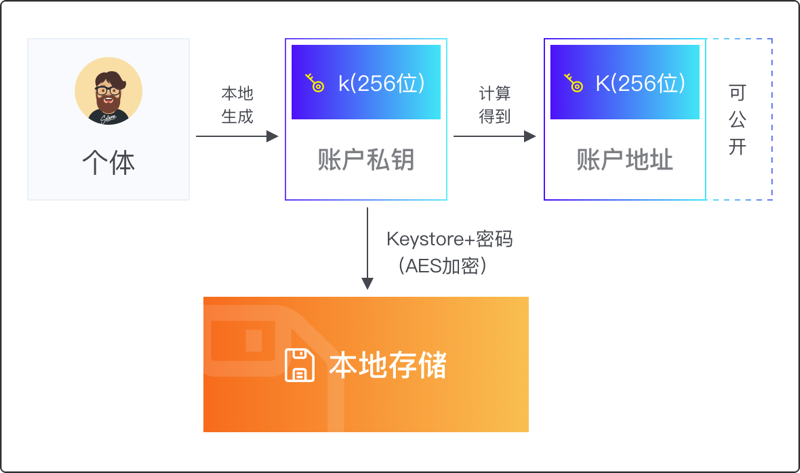 个体
本地
生成
k(256位)
账户私钥
计算
得到
K(256位)
账户地址
可
公
开
Keystore+密码
（AES加密）
本地存储